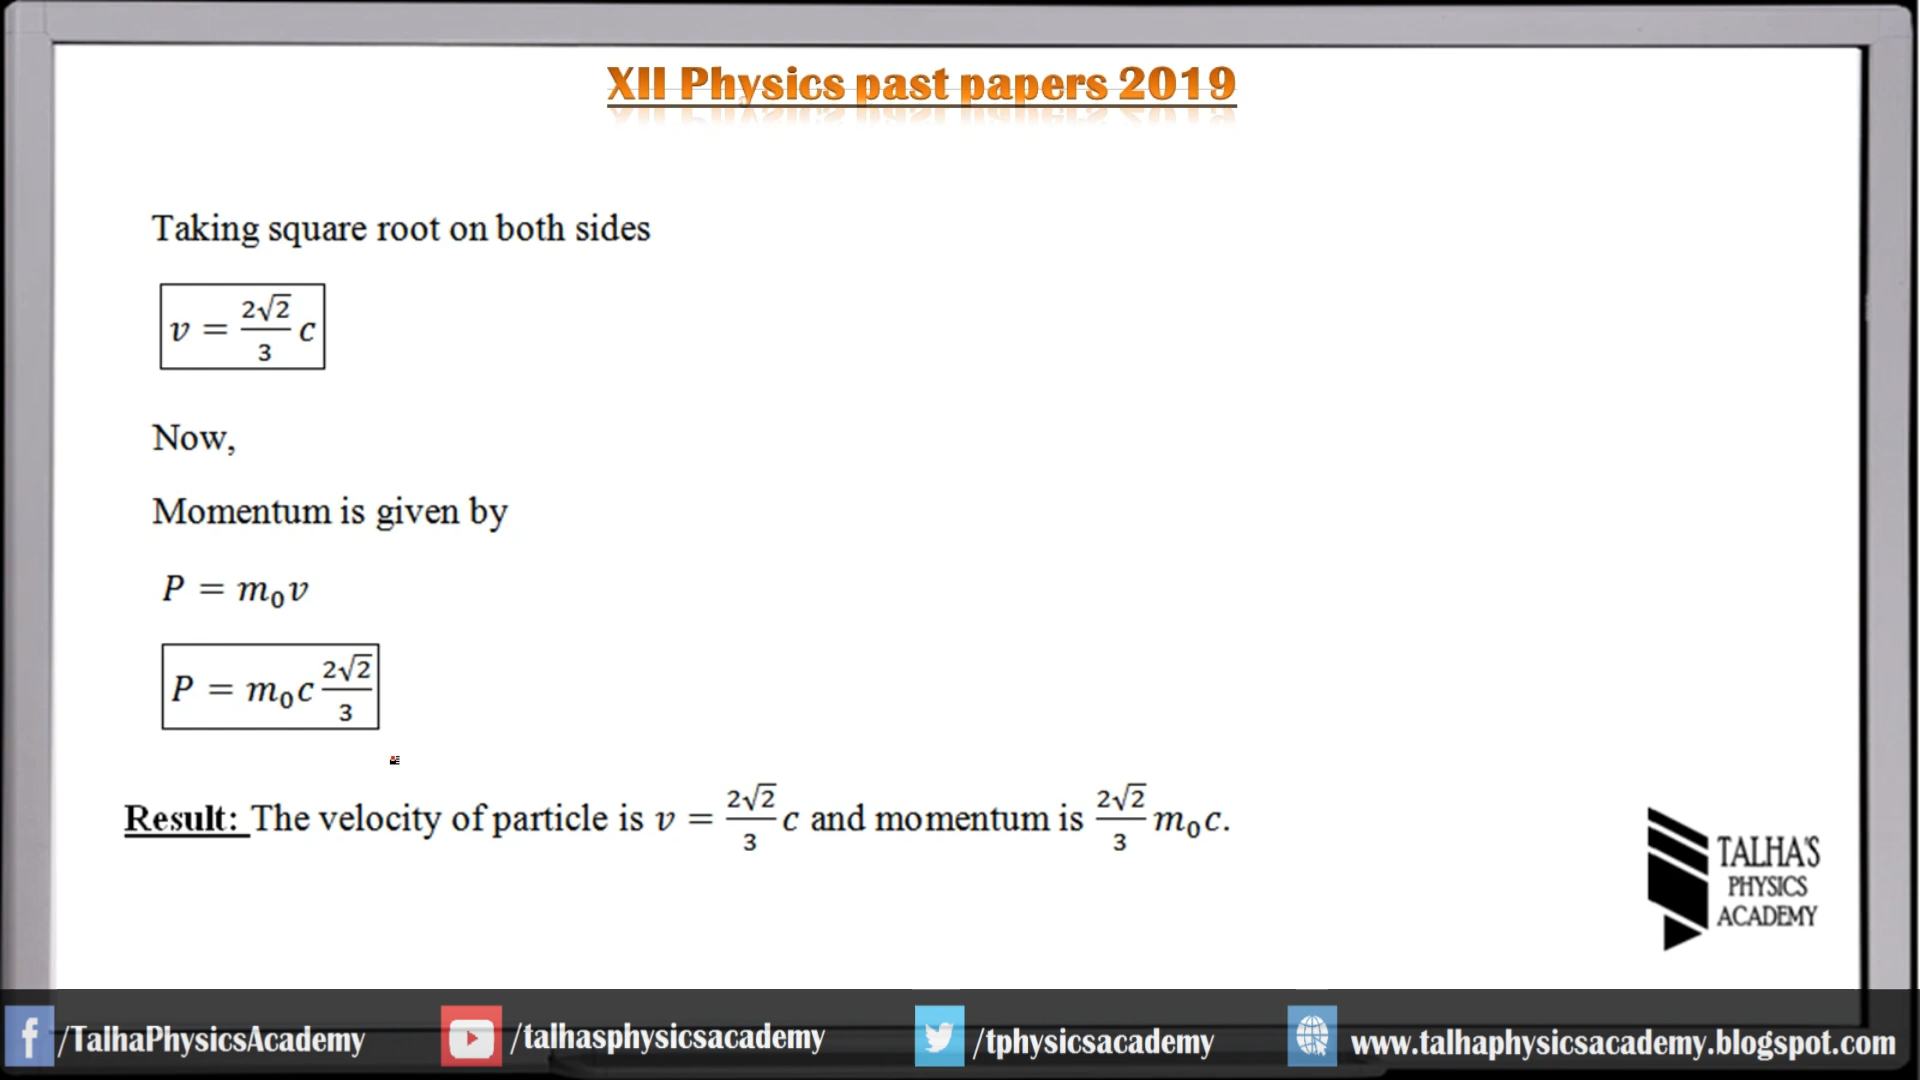 XII Physics past papers 2019
Taking square root on both sides
v = 2√2/3 c
Now,
Momentum is given by
P = m₀v
P = m₀c 2√2/3
Result: The velocity of particle is v = 2√2/3 c and momentum is 2√2/3 m₀c.
TALHA'S
PHYSICS
ACADEMY
/TalhaPhysicsAcademy
/talhasphysicsacademy
/tphysicsacademy
www.talhaphysicsacademy.blogspot.com